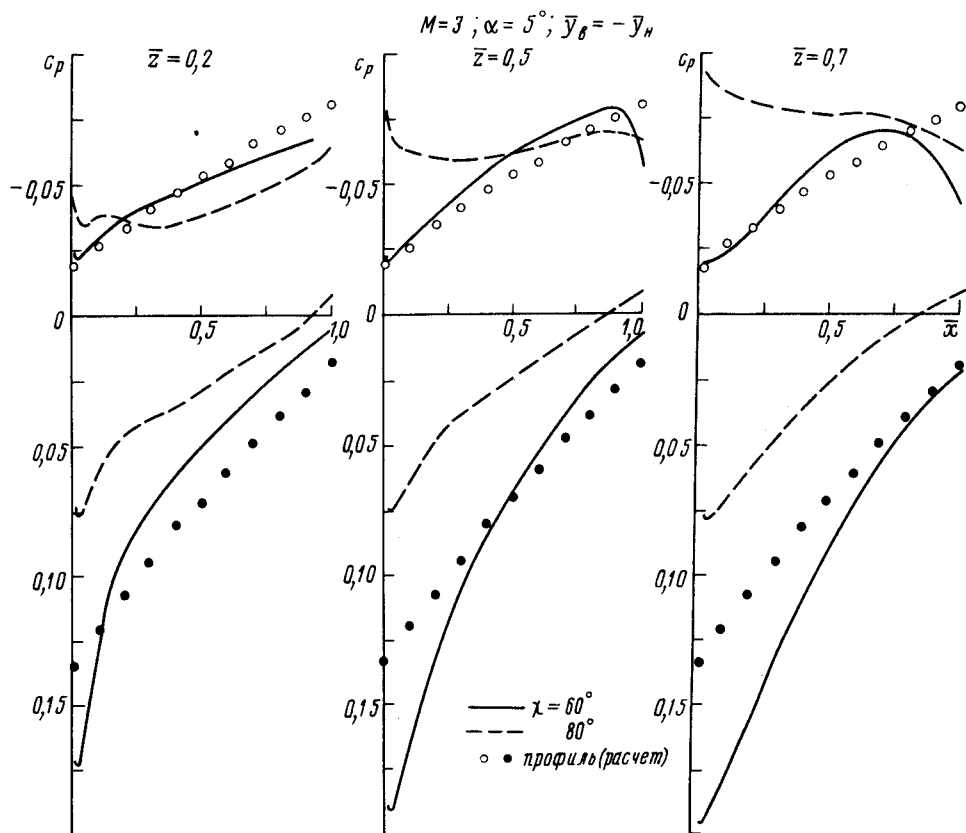 M=3 ; α = 5°; y̅в = − y̅н
cp z̅ = 0,2
cp z̅ = 0,5
cp z̅ = 0,7
−0,05
−0,05
−0,05
0 0,5 1,0
0 0,5 1,0
0 0,5 x̅
0,05
0,05
0,05
0,10
0,10
0,10
0,15
0,15
0,15
χ = 60°
80°
профиль (расчет)